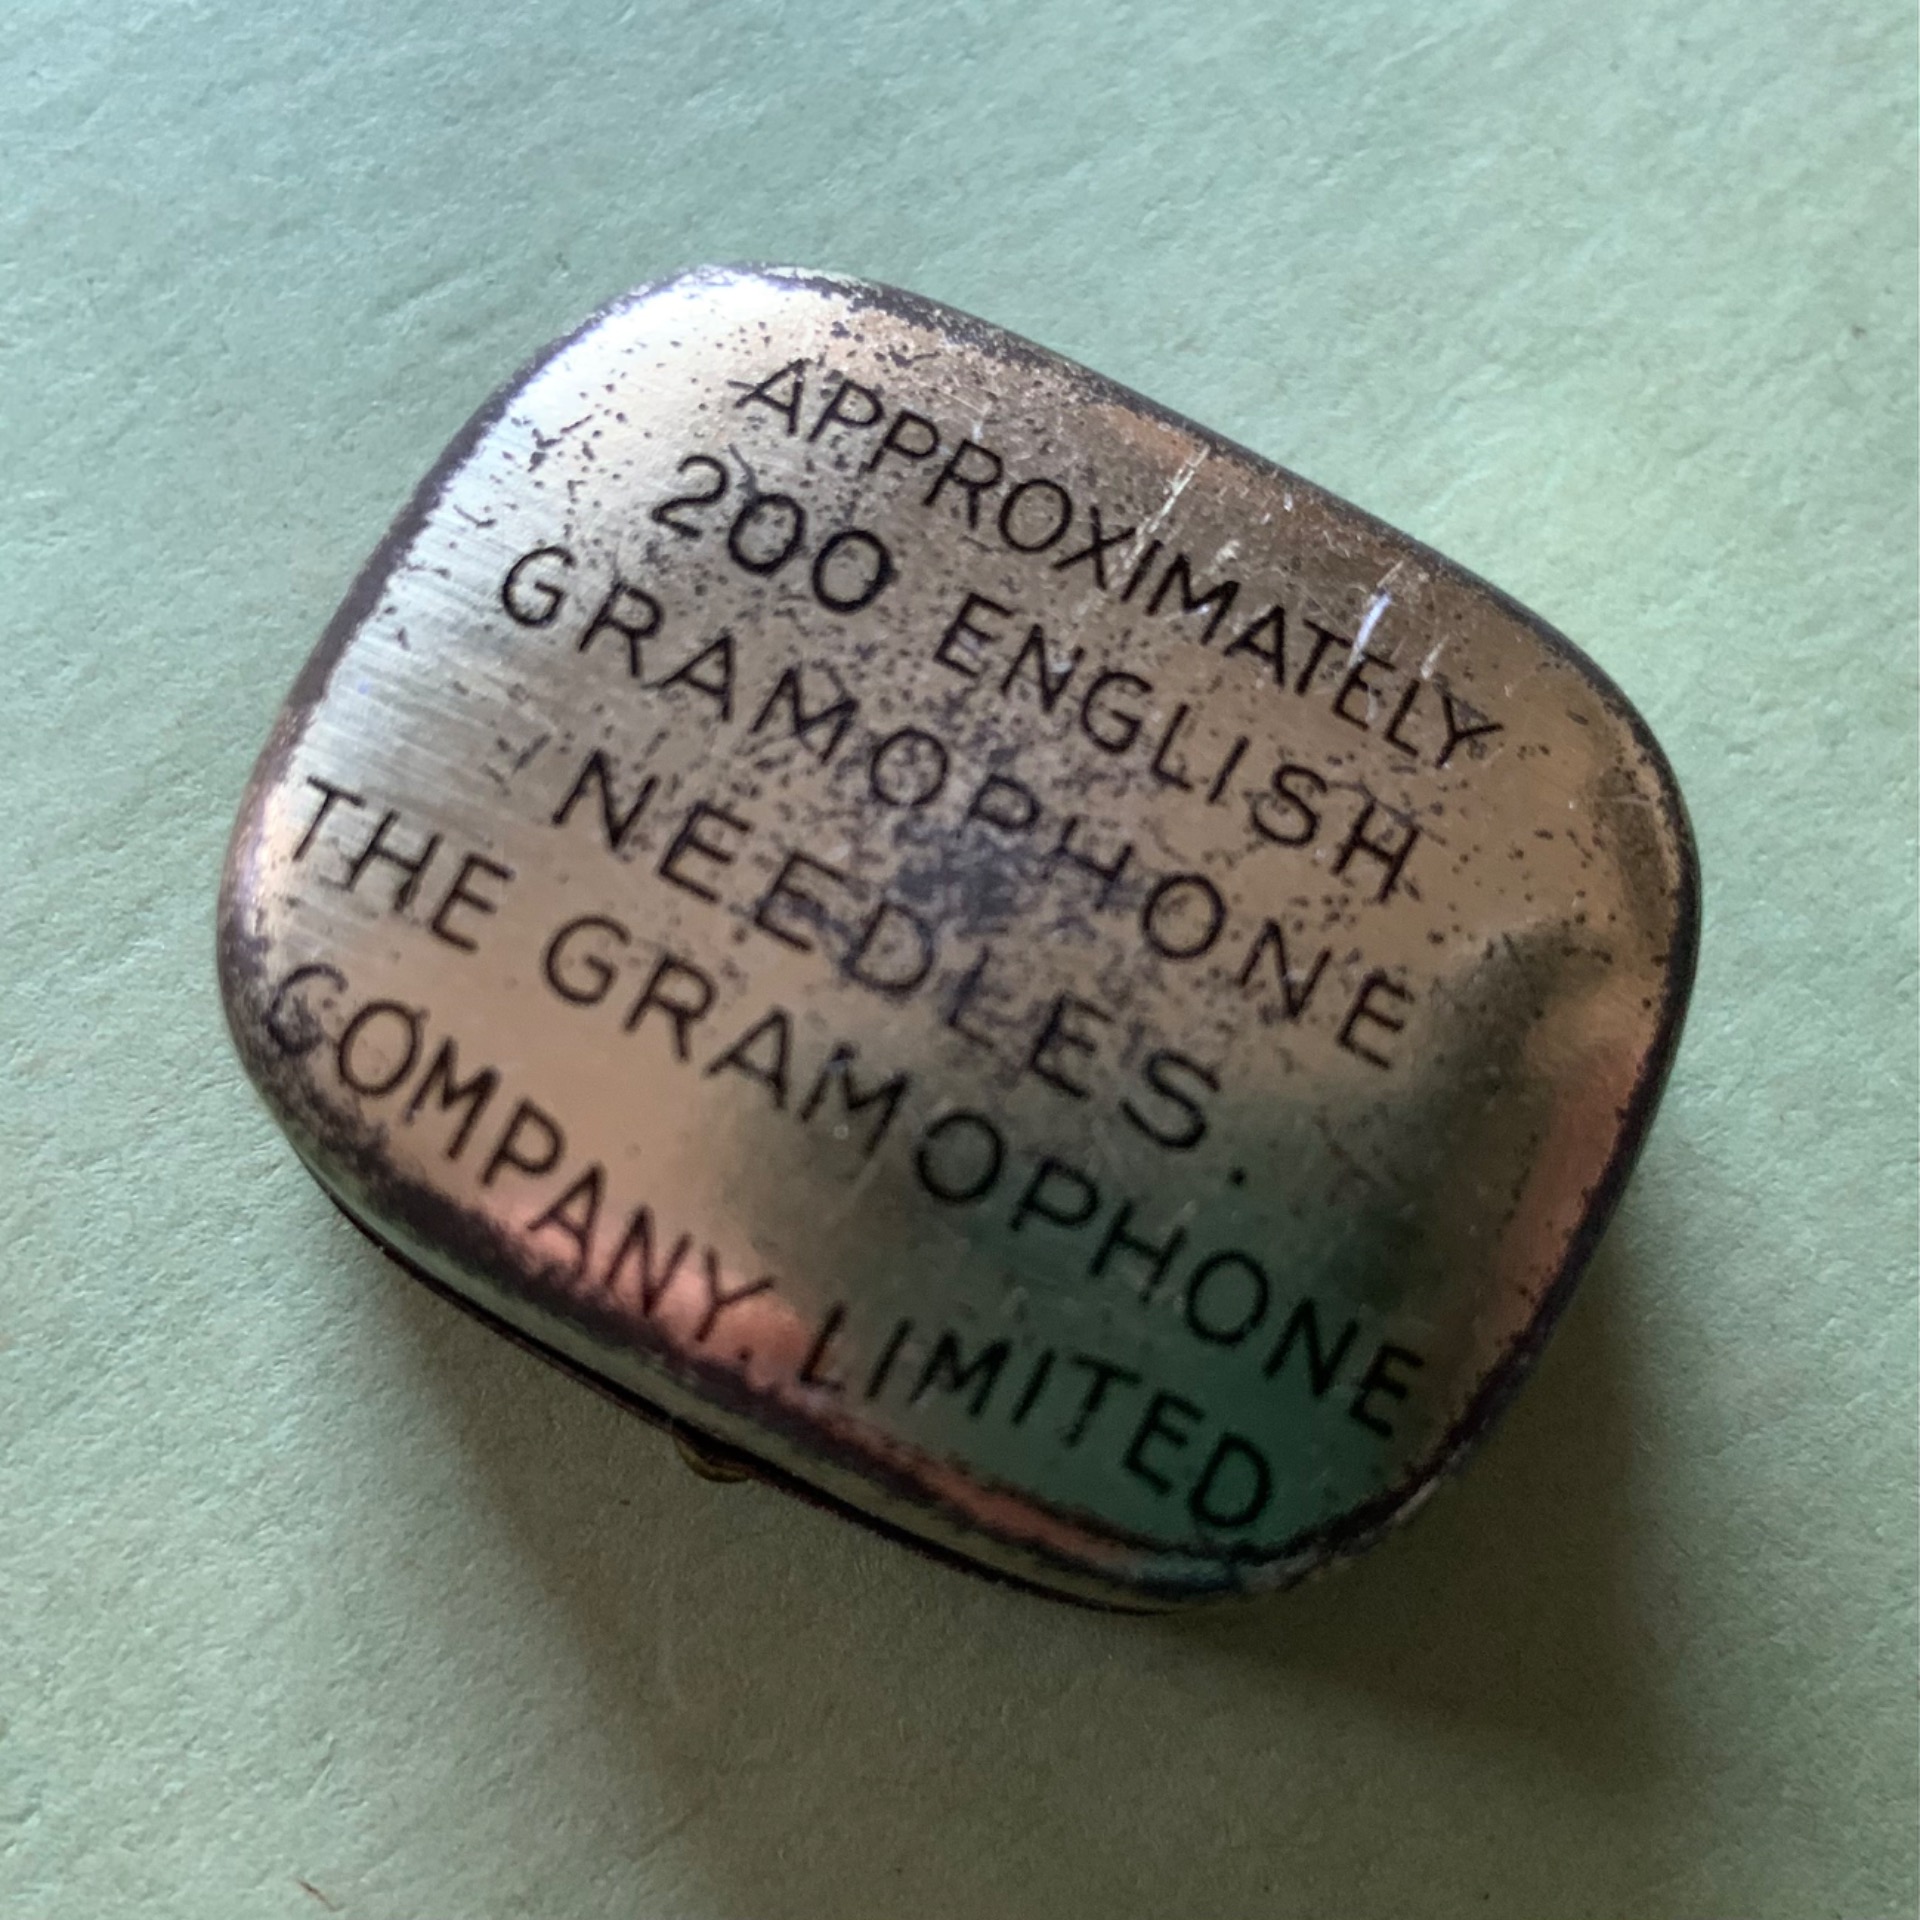 APPROXIMATELY
200 ENGLISH
GRAMOPHONE
NEEDLES.
THE GRAMOPHONE
COMPANY. LIMITED